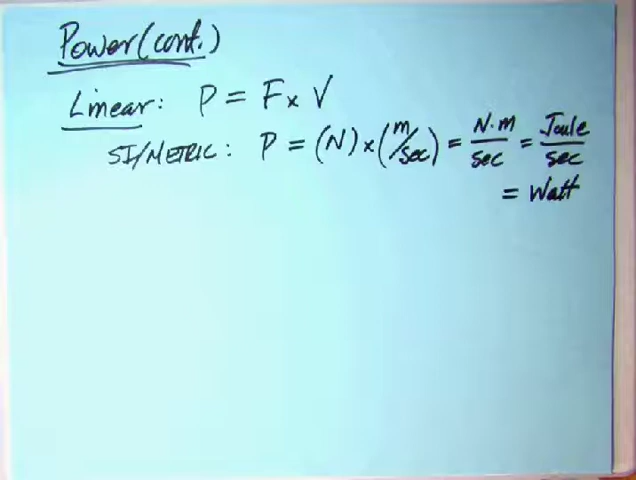 Power (cont.)
Linear: P = F x V
SI/METRIC: P = (N) x (m/sec) = N·m/sec = Joule/sec
= Watt